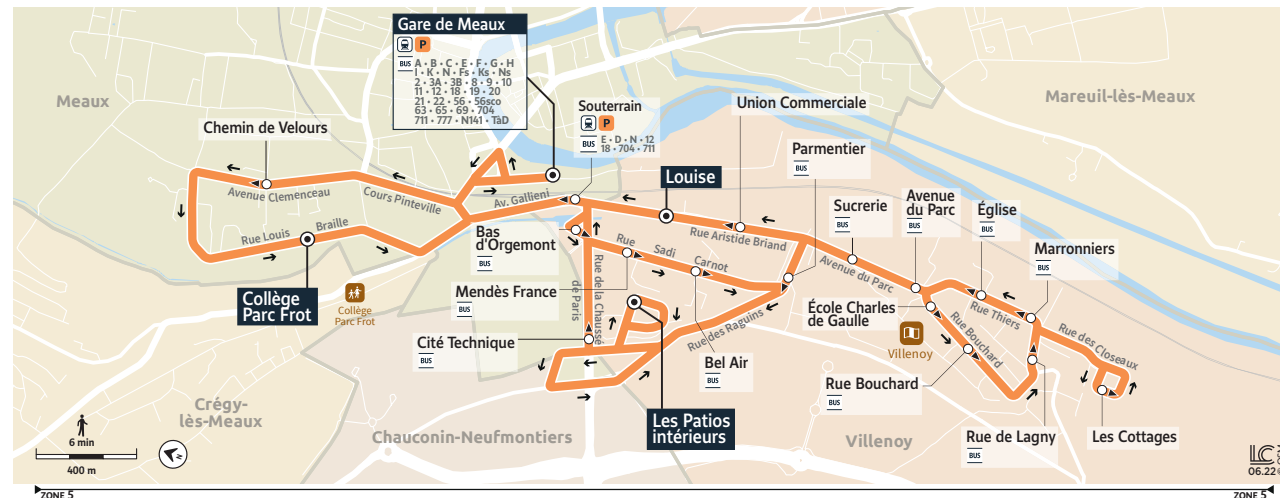 Gare de Meaux
P
BUS
A • B • C • E • F • G • H
I • K • N • Fs • Ks • Ns
2 • 3A • 3B • 8 • 9 • 10
11 • 12 • 18 • 19 • 20
21 • 22 • 56 • 56sco
63 • 65 • 69 • 704
711 • 777 • N141 • TàD
Meaux
Mareuil-lès-Meaux
Chemin de Velours
Souterrain
P
BUS
E • D • N • 12
18 • 704 • 711
Union Commerciale
BUS
Parmentier
BUS
Louise
Avenue Clemenceau
Cours Pinteville
Av. Gallieni
Rue Aristide Briand
Sucrerie
BUS
Avenue
du Parc
BUS
Église
BUS
Marronniers
BUS
Rue Louis Braille
Bas
d'Orgemont
BUS
Rue Sadi Carnot
Avenue du Parc
Collège
Parc Frot
Collège
Parc Frot
Mendès France
BUS
Rue de la Chaussé
de Paris
Rue des Raguins
École Charles
de Gaulle
Villenoy
Rue Thiers
Rue Bouchard
Rue des Closeaux
Cité Technique
BUS
Bel Air
BUS
Rue Bouchard
BUS
Crégy-
lès-Meaux
Les Patios
intérieurs
Chauconin-Neufmontiers
Villenoy
Rue de Lagny
BUS
Les Cottages
6 min
400 m
N
LC
06.22
ZONE 5
ZONE 5